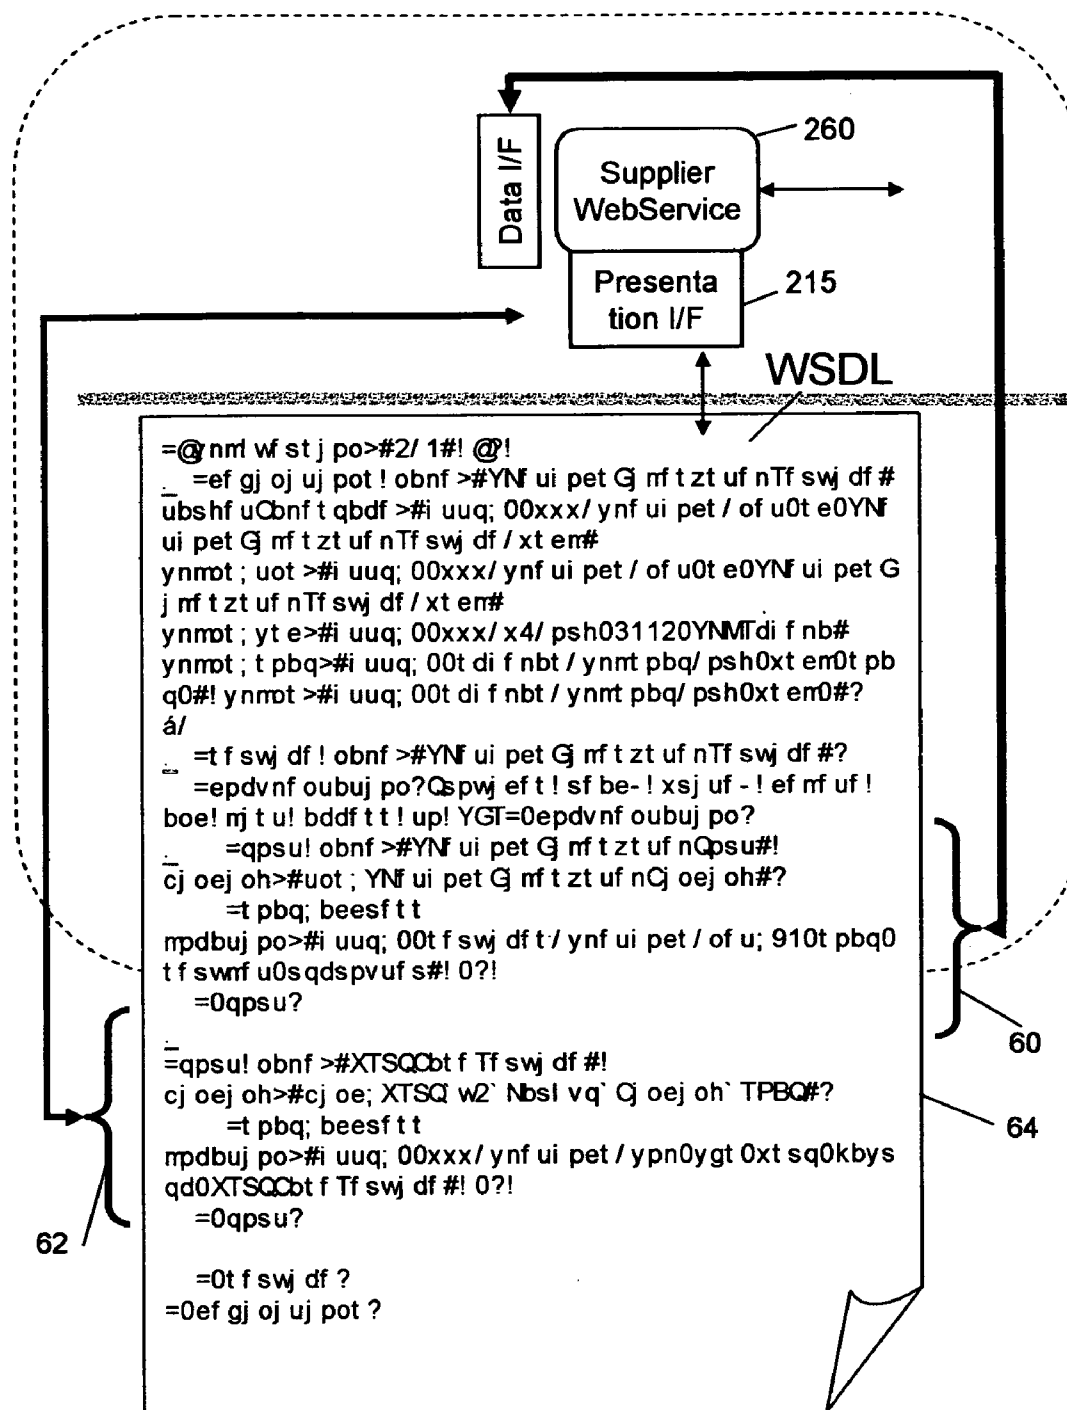 260
Data I/F
Supplier
WebService
Presenta
tion I/F
215
WSDL
=@ynm wf st j po>#2/ 1#! @?!
_ =ef gj oj uj pot ! obnf >#YNf ui pet Gj mf t zt uf nTf swj df #
ubshf uObnf t qbdf >#i uuq; 00xxx/ ynf ui pet / of u0t e0YNf
ui pet Gj mf t zt uf nTf swj df / xt em#
ynmot ; uot >#i uuq; 00xxx/ ynf ui pet / of u0t e0YNf ui pet G
j mf t zt uf nTf swj df / xt em#
ynmot ; yt e>#i uuq; 00xxx/ x4/ psh031120YNMTdi f nb#
ynmot ; t pbq>#i uuq; 00t di f nbt / ynmt pbq/ psh0xt em0t pb
q0#! ynmot >#i uuq; 00t di f nbt / ynmt pbq/ psh0xt em0#?
á/
_ =t f swj df ! obnf >#YNf ui pet Gj mf t zt uf nTf swj df #?
=epdvnf oubuj po?Qspwj ef t ! sf be-! xsj uf - ! ef mf uf !
boe! mj t u! bddf t t ! up! YGT=0epdvnf oubuj po?
_ =qpsu! obnf >#YNf ui pet Gj mf t zt uf nQpsu#!
cj oej oh>#uot ; YNf ui pet Gj mf t zt uf nCj oej oh#?
=t pbq; beesf t t
mpdbuj po>#i uuq; 00t f swj df t / ynf ui pet / of u; 910t pbq0
t f swmf u0sqdspvuf s#! 0?!
=0qpsu?
_
=qpsu! obnf >#XTSQCbt f Tf swj df #!
cj oej oh>#cj oe; XTSQ` w2` Nbsl vq` Cj oej oh` TPBQ#?
=t pbq; beesf t t
mpdbuj po>#i uuq; 00xxx/ ynf ui pet / ypn0ygt 0xt sq0kbys
qd0XTSQCbt f Tf swj df #! 0?!
=0qpsu?
=0t f swj df ?
=0ef gj oj uj pot ?
60
64
62